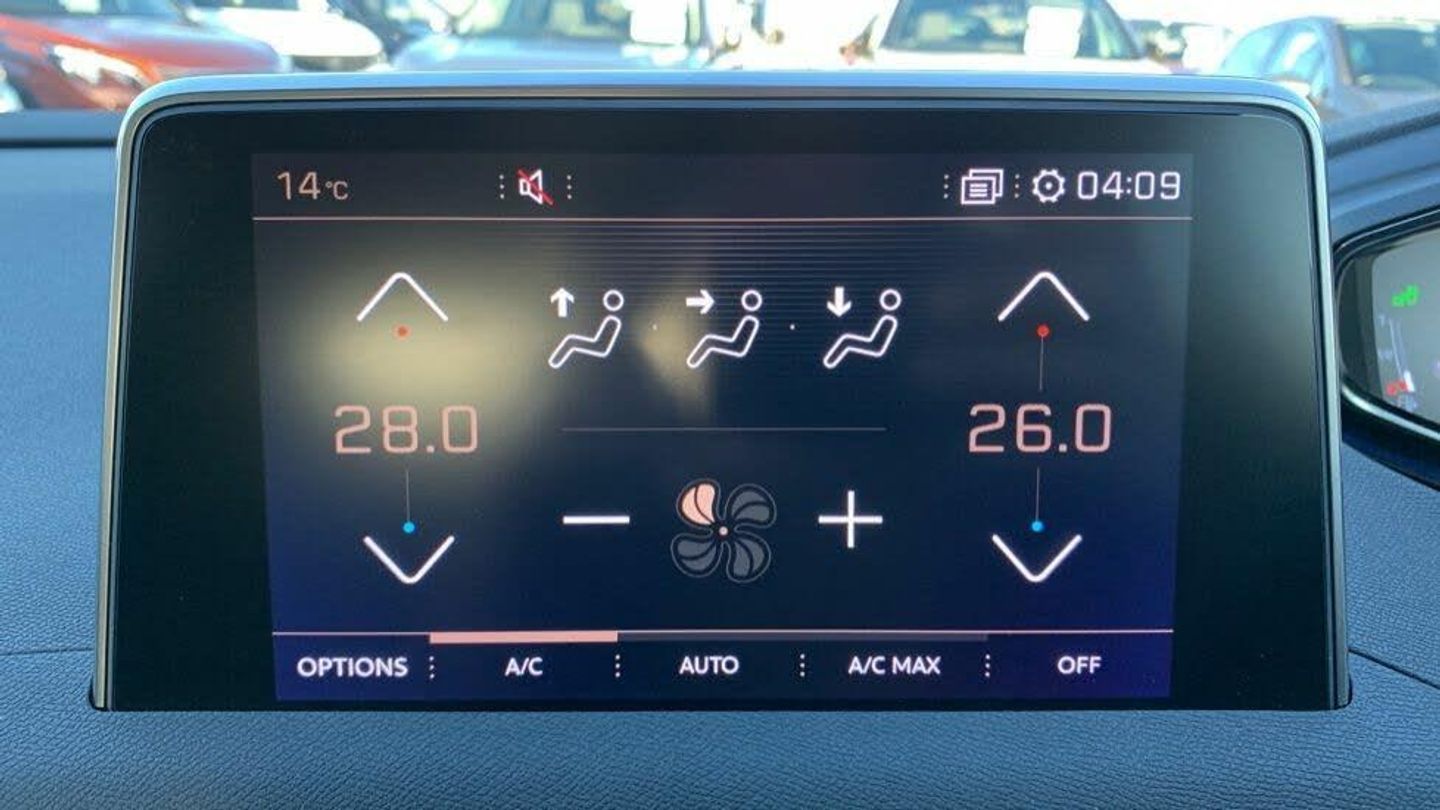 14°C 04:09
28.0 26.0
OPTIONS A/C AUTO A/C MAX OFF